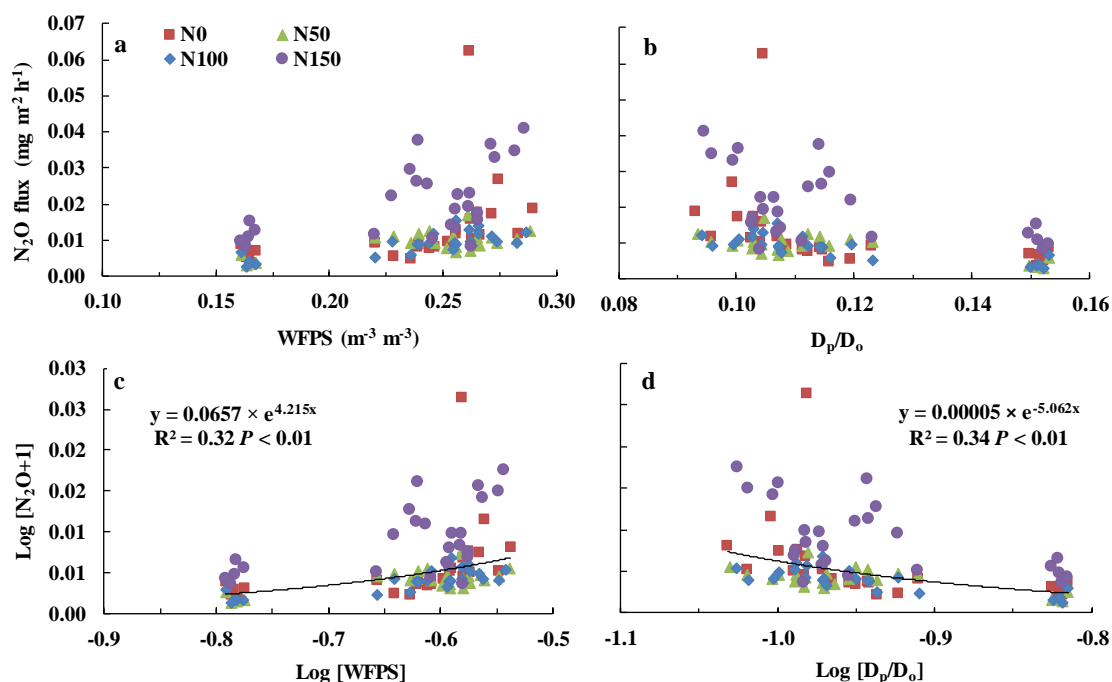 a
N0 N50
N100 N150
N₂O flux (mg m⁻² h⁻¹)
0.07
0.06
0.05
0.04
0.03
0.02
0.01
0.00
0.10 0.15 0.20 0.25 0.30
WFPS (m⁻³ m⁻³)
b
0.08 0.10 0.12 0.14 0.16
Dₚ/Dₒ
c
y = 0.0657 × e^4.215x
R² = 0.32 P < 0.01
Log [N₂O+1]
0.03
0.03
0.02
0.02
0.01
0.01
0.00
-0.9 -0.8 -0.7 -0.6 -0.5
Log [WFPS]
d
y = 0.00005 × e^-5.062x
R² = 0.34 P < 0.01
-1.1 -1.0 -0.9 -0.8
Log [Dₚ/Dₒ]